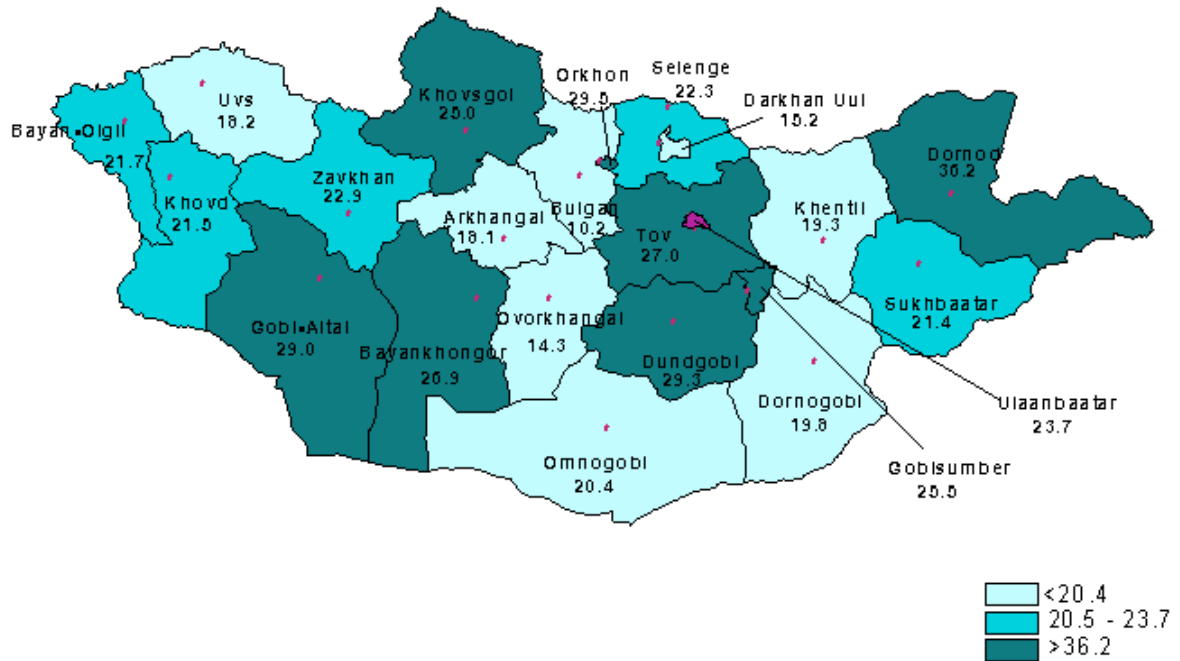 Uvs
18.2
Bayan-Olgii
21.7
Khovd
21.5
Zavkhan
22.9
Khovsgol
25.0
Orkhon
29.5
Selenge
22.3
Darkhan Uul
15.2
Arkhangai
18.1
Bulgan
10.2
Tov
27.0
Khentii
19.3
Dornod
36.2
Sukhbaatar
21.4
Gobi-Altai
29.0
Bayankhongor
26.9
Ovorkhangai
14.3
Dundgobi
29.3
Dornogobi
19.8
Omnogobi
20.4
Ulaanbaatar
23.7
Gobisumber
25.5
<20.4
20.5 - 23.7
>36.2